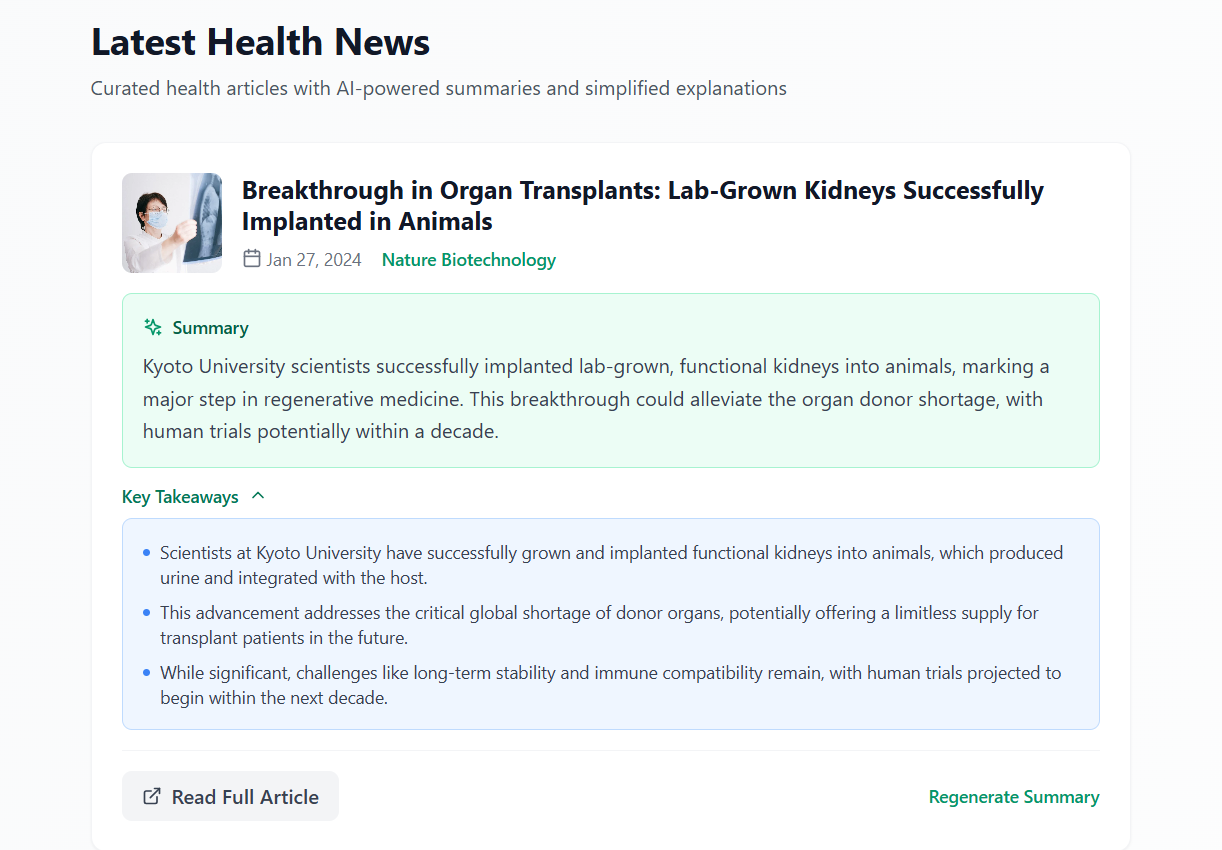 Latest Health News
Curated health articles with AI-powered summaries and simplified explanations
Breakthrough in Organ Transplants: Lab-Grown Kidneys Successfully
Implanted in Animals
Jan 27, 2024 Nature Biotechnology
Summary
Kyoto University scientists successfully implanted lab-grown, functional kidneys into animals, marking a
major step in regenerative medicine. This breakthrough could alleviate the organ donor shortage, with
human trials potentially within a decade.
Key Takeaways
Scientists at Kyoto University have successfully grown and implanted functional kidneys into animals, which produced
urine and integrated with the host.
This advancement addresses the critical global shortage of donor organs, potentially offering a limitless supply for
transplant patients in the future.
While significant, challenges like long-term stability and immune compatibility remain, with human trials projected to
begin within the next decade.
Read Full Article
Regenerate Summary